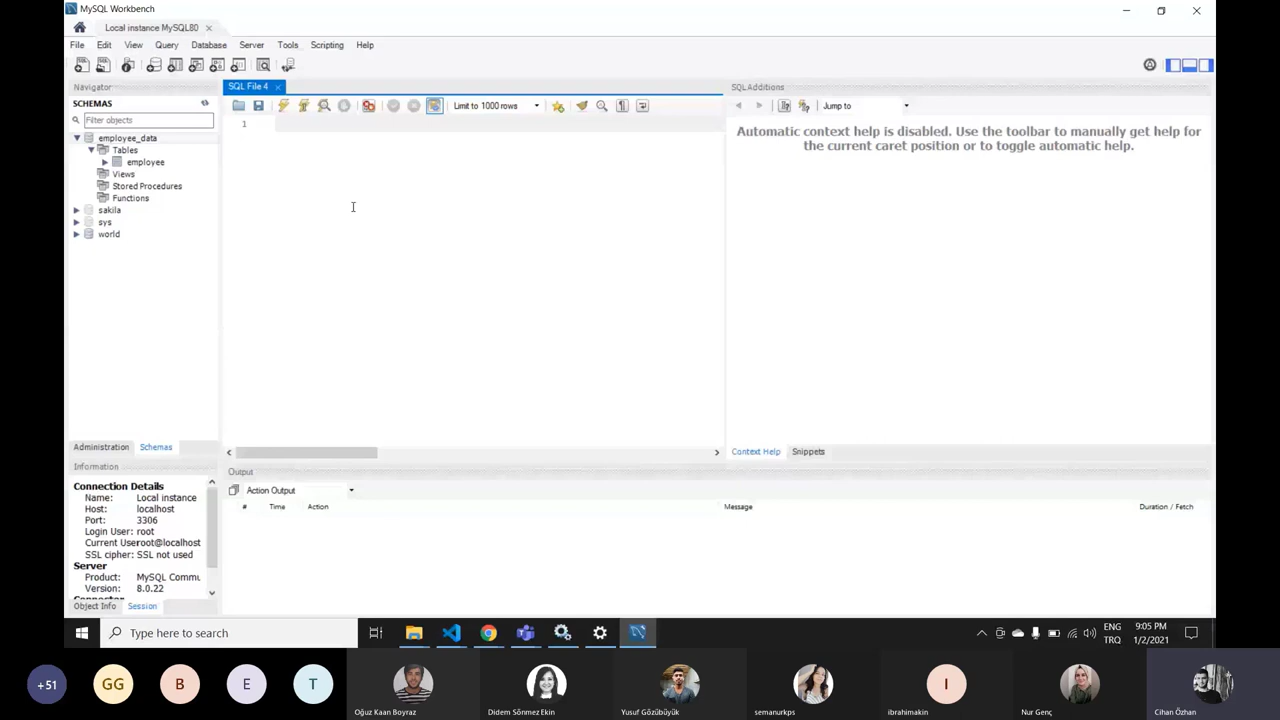 MySQL Workbench
Local instance MySQL80
File Edit View Query Database Server Tools Scripting Help
Navigator
SCHEMAS
Filter objects
employee_data
Tables
employee
Views
Stored Procedures
Functions
sakila
sys
world
Administration Schemas
Information
Connection Details
Name: Local instance
Host: localhost
Port: 3306
Login User: root
Current User root@localhost
SSL cipher: SSL not used
Server
Product: MySQL Commu
Version: 8.0.22
Object Info Session
SQL File 4
Limit to 1000 rows
1
SQL Additions
Jump to
Automatic context help is disabled. Use the toolbar to manually get help for
the current caret position or to toggle automatic help.
Context Help Snippets
Output
Action Output
# Time Action Message Duration / Fetch
Type here to search
ENG
TRQ
9:05 PM
1/2/2021
+51
GG
B
E
T
Oğuz Kaan Boyraz
Didem Sönmez Ekin
Yusuf Gözübüyük
semanurkps
I
ibrahimakin
Nur Genç
Cihan Özhan